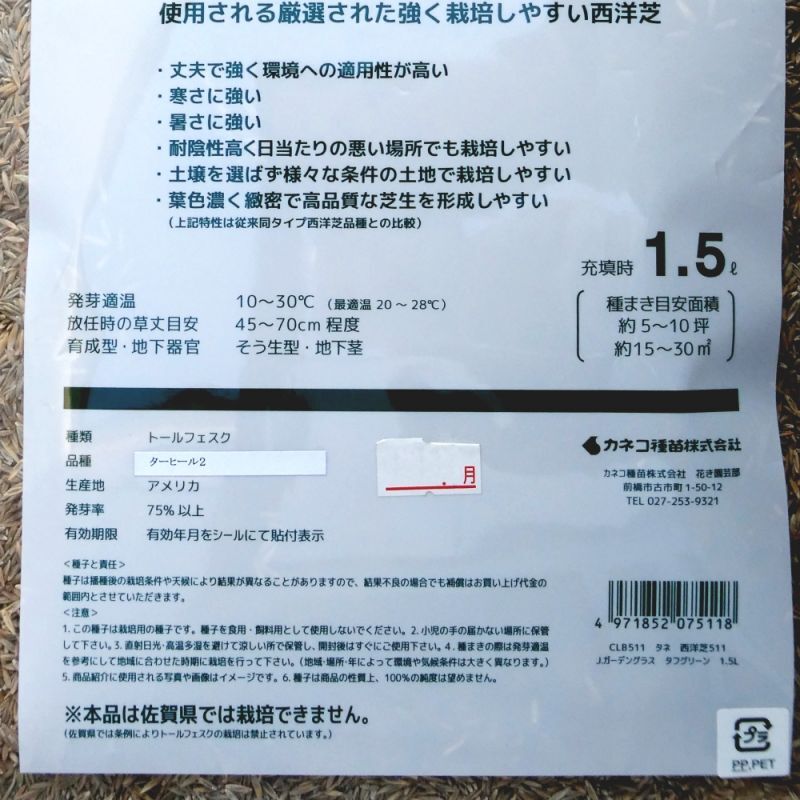 使用される厳選された強く栽培しやすい西洋芝
・丈夫で強く環境への適用性が高い
・寒さに強い
・暑さに強い
・耐陰性高く日当たりの悪い場所でも栽培しやすい
・土壌を選ばず様々な条件の土地で栽培しやすい
・葉色濃く緻密で高品質な芝生を形成しやすい
（上記特性は従来同タイプ西洋芝品種との比較）
充填時 1.5ℓ
種まき目安面積
約5～10坪
約15～30㎡
発芽適温 10～30℃（最適温 20～28℃）
放任時の草丈目安 45～70cm 程度
育成型・地下器官 そう生型・地下茎
種類 トールフェスク
品種 ターヒール2
生産地 アメリカ
発芽率 75% 以上
有効期限 有効年月をシールにて貼付表示
. 月
カネコ種苗株式会社
カネコ種苗株式会社 花き園芸部
前橋市古市町 1-50-12
TEL 027-253-9321
＜種子と責任＞
種子は播種後の栽培条件や天候により結果が異なることがありますので、結果不良の場合でも補償はお買い上げ代金の
範囲内とさせていただきます。
＜注意＞
1. この種子は栽培用の種子です。種子を食用・飼料用として使用しないでください。2. 小児の手の届かない場所に保管
して下さい。3. 直射日光・高温多湿を避けて涼しい所で保管し、開封後はすぐにご使用下さい。4. 種まきの際は発芽適温
を参考にして地域に合わせた時期に栽培を行って下さい。（地域・場所・年によって環境や気候条件は大きく異なります。）
5. 商品紹介に使用される写真や画像はイメージです。6. 種子は商品の性質上、100%の純度は望めません。
4 971852 075118
CLB511 タネ 西洋芝511
J.ガーデングラス タフグリーン 1.5L
※本品は佐賀県では栽培できません。
（佐賀県では条例によりトールフェスクの栽培は禁止されています。）
プラ
PP,PET